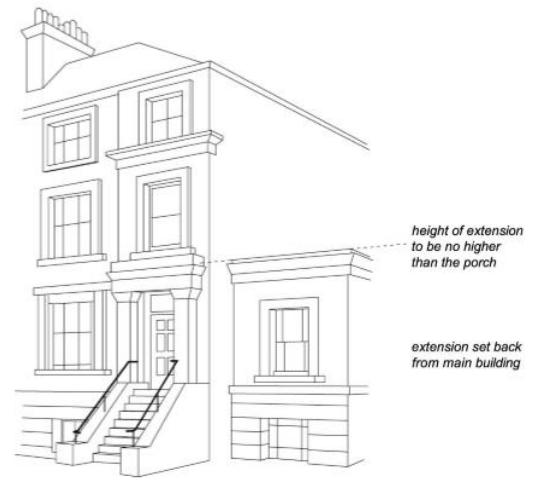 height of extension
to be no higher
than the porch
extension set back
from main building